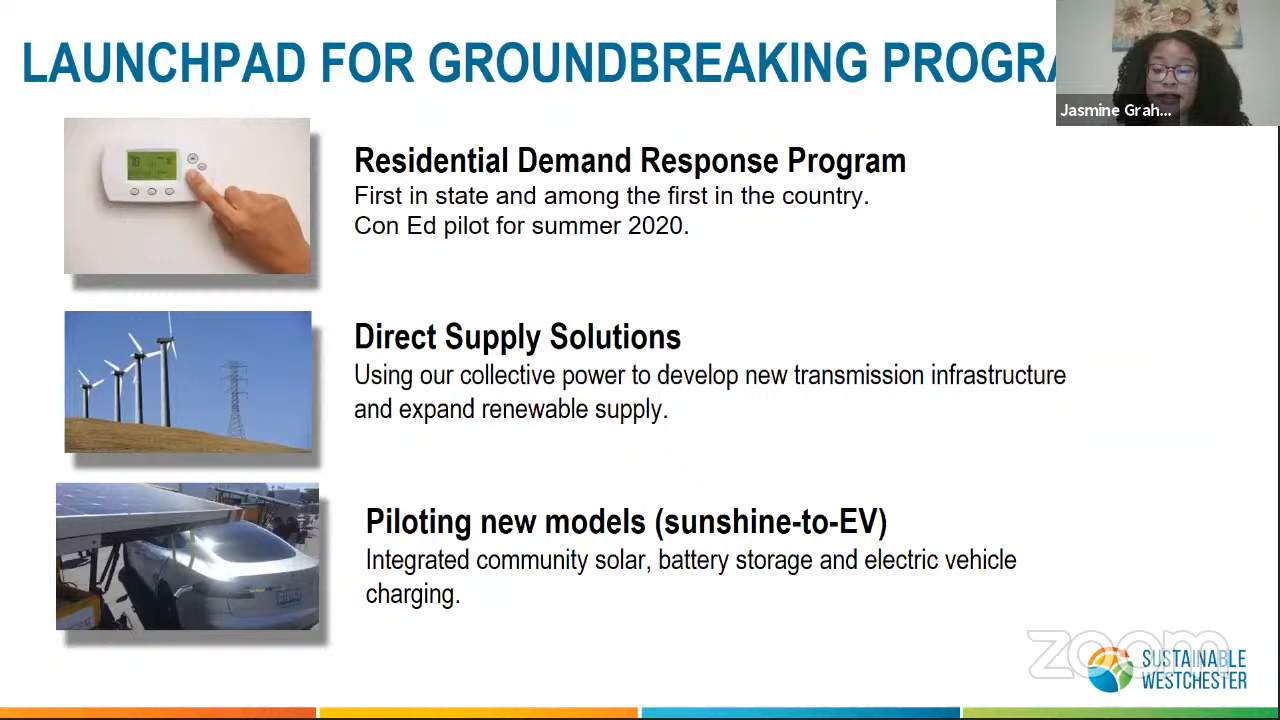 LAUNCHPAD FOR GROUNDBREAKING PROGRA
Jasmine Grah...
Residential Demand Response Program
First in state and among the first in the country.
Con Ed pilot for summer 2020.
Direct Supply Solutions
Using our collective power to develop new transmission infrastructure
and expand renewable supply.
Piloting new models (sunshine-to-EV)
Integrated community solar, battery storage and electric vehicle
charging.
zoom
SUSTAINABLE
WESTCHESTER